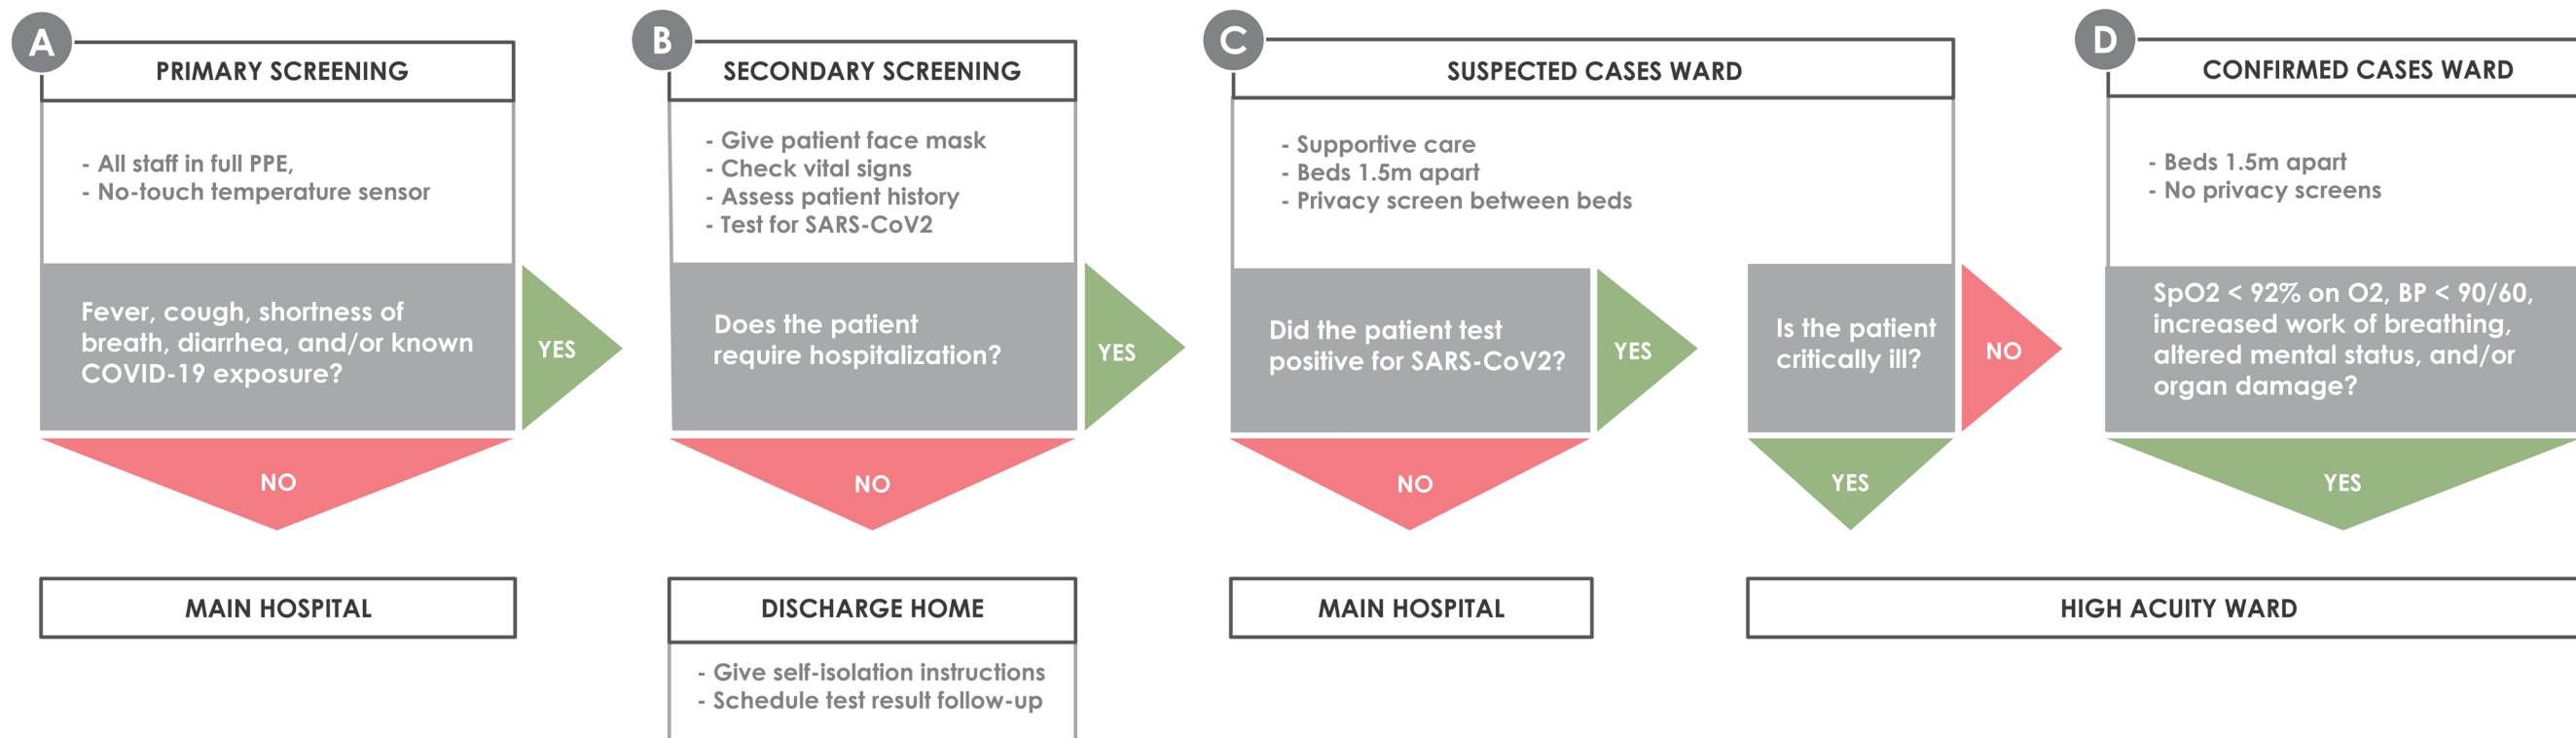 A
PRIMARY SCREENING
- All staff in full PPE,
- No-touch temperature sensor
Fever, cough, shortness of
breath, diarrhea, and/or known
COVID-19 exposure?
YES
NO
MAIN HOSPITAL
B
SECONDARY SCREENING
- Give patient face mask
- Check vital signs
- Assess patient history
- Test for SARS-CoV2
Does the patient
require hospitalization?
YES
NO
DISCHARGE HOME
- Give self-isolation instructions
- Schedule test result follow-up
C
SUSPECTED CASES WARD
- Supportive care
- Beds 1.5m apart
- Privacy screen between beds
Did the patient test
positive for SARS-CoV2?
YES
NO
MAIN HOSPITAL
Is the patient
critically ill?
NO
YES
D
CONFIRMED CASES WARD
- Beds 1.5m apart
- No privacy screens
SpO2 < 92% on O2, BP < 90/60,
increased work of breathing,
altered mental status, and/or
organ damage?
YES
HIGH ACUITY WARD